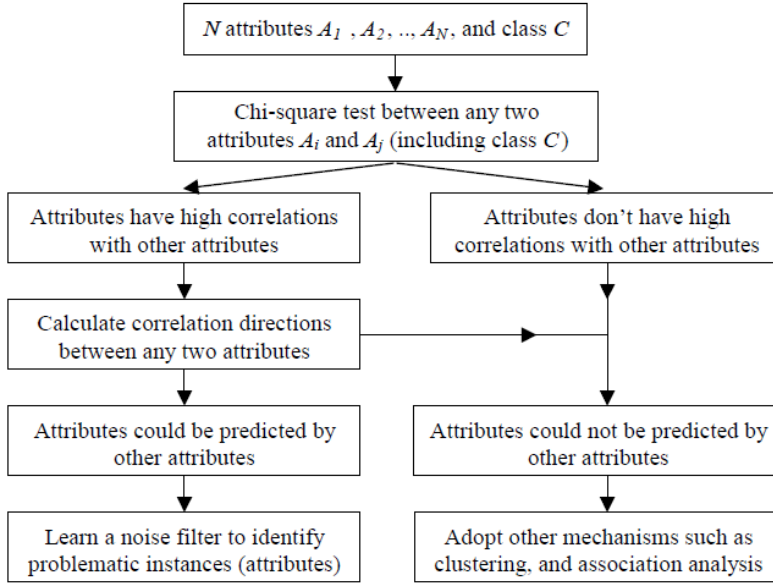 N attributes A1 , A2, .., AN, and class C
Chi-square test between any two
attributes Ai and Aj (including class C)
Attributes have high correlations
with other attributes
Attributes don't have high
correlations with other attributes
Calculate correlation directions
between any two attributes
Attributes could be predicted by
other attributes
Attributes could not be predicted by
other attributes
Learn a noise filter to identify
problematic instances (attributes)
Adopt other mechanisms such as
clustering, and association analysis